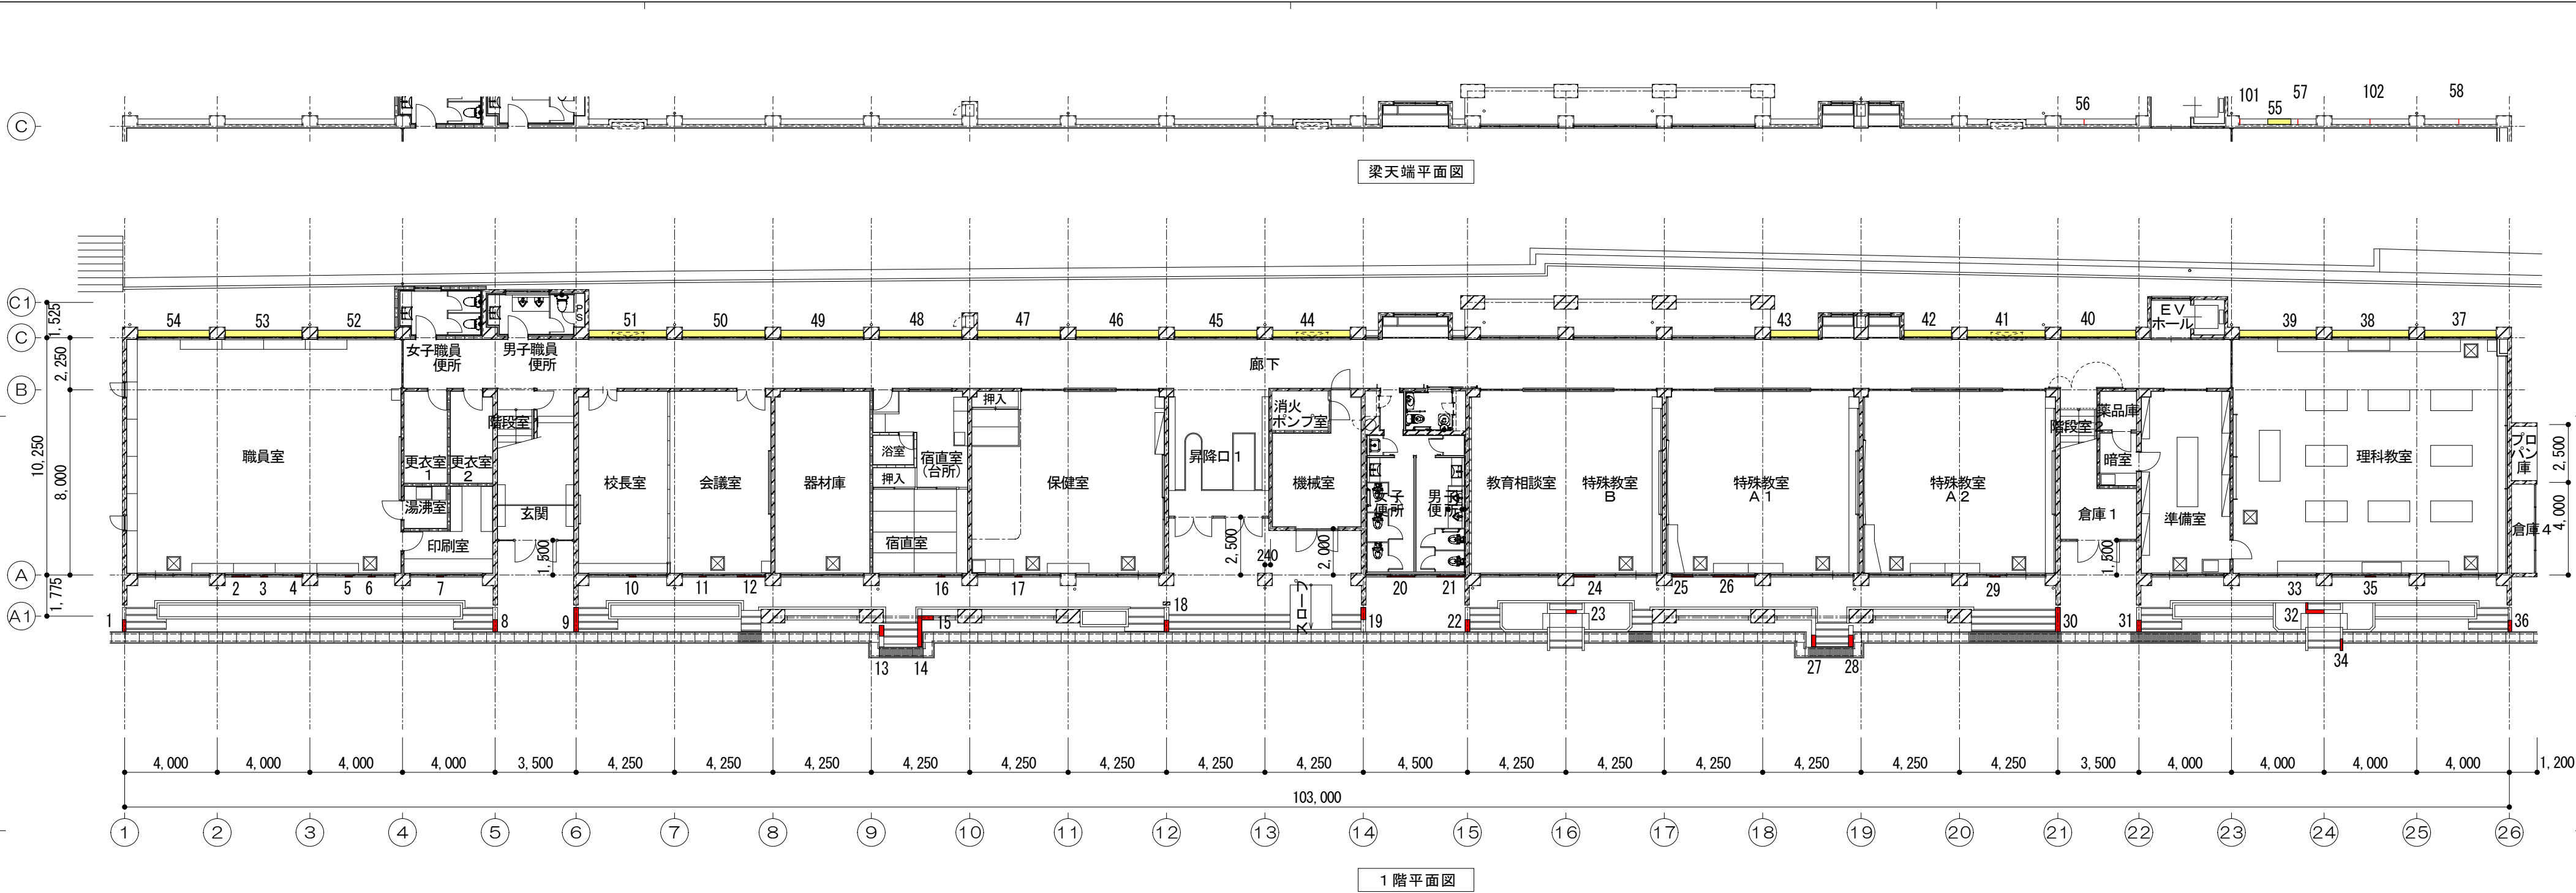 101 57 102 58
56 55
C
梁天端平面図
C1
1,525
54 53 52 51 50 49 48 47 46 45 44 43 42 41 40 39 38 37
PS
EV
ホール
C
女子職員
便所
男子職員
便所
2,250
廊下
B
押入
消火
ポンプ室
階段室
薬品庫
階段室2
浴室
宿直室
(台所)
昇降口1
職員室
更衣室
1
更衣室
2
暗室
プロパン庫
2,500
理科教室
10,250
8,000
押入
校長室
会議室
器材庫
保健室
機械室
教育相談室
特殊教室
B
特殊教室
A1
特殊教室
A2
女子
便所
男子
便所
湯沸室
玄関
倉庫1
準備室
倉庫4
4,000
印刷室
宿直室
1,500
2,500
240
2,000
1,500
A
2 3 4 5 6 7 10 11 12 16 17 20 21 24 25 26 29 33 35
1,775
スロープ
A1
1 8 9 15 18 19 22 23 30 31 32 36
13 14 27 28 34
4,000 4,000 4,000 4,000 3,500 4,250 4,250 4,250 4,250 4,250 4,250 4,250 4,250 4,500 4,250 4,250 4,250 4,250 4,250 4,250 3,500 4,000 4,000 4,000 4,000 1,200
103,000
1 2 3 4 5 6 7 8 9 10 11 12 13 14 15 16 17 18 19 20 21 22 23 24 25 26
1階平面図